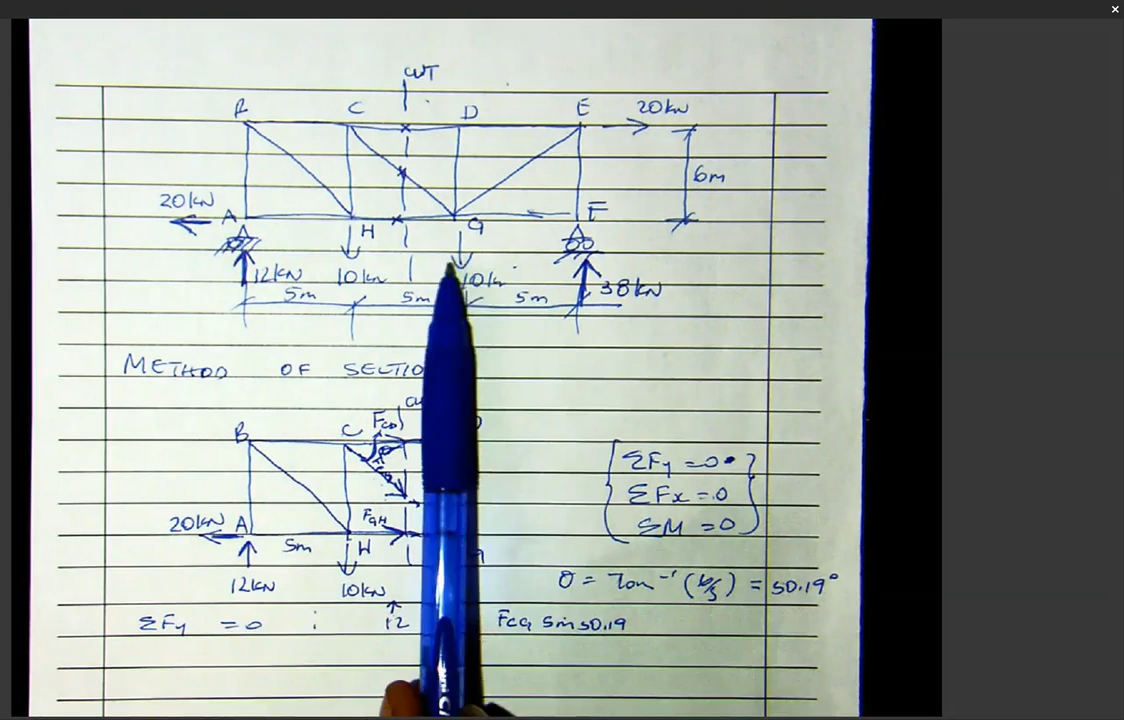 CUT
B C D E 20kN
6m
20kN A H G F
12kN 10kN 10k 38kN
5m 5m 5m
METHOD OF SECTIO
B C FCD
ΣFy = 0
ΣFx = 0
ΣM = 0
20kN A 5m H FGH
12kN 10kN
θ = Tan⁻¹ (6/5) = 50.19°
ΣFy = 0 : 12 FCG Sin 50.19